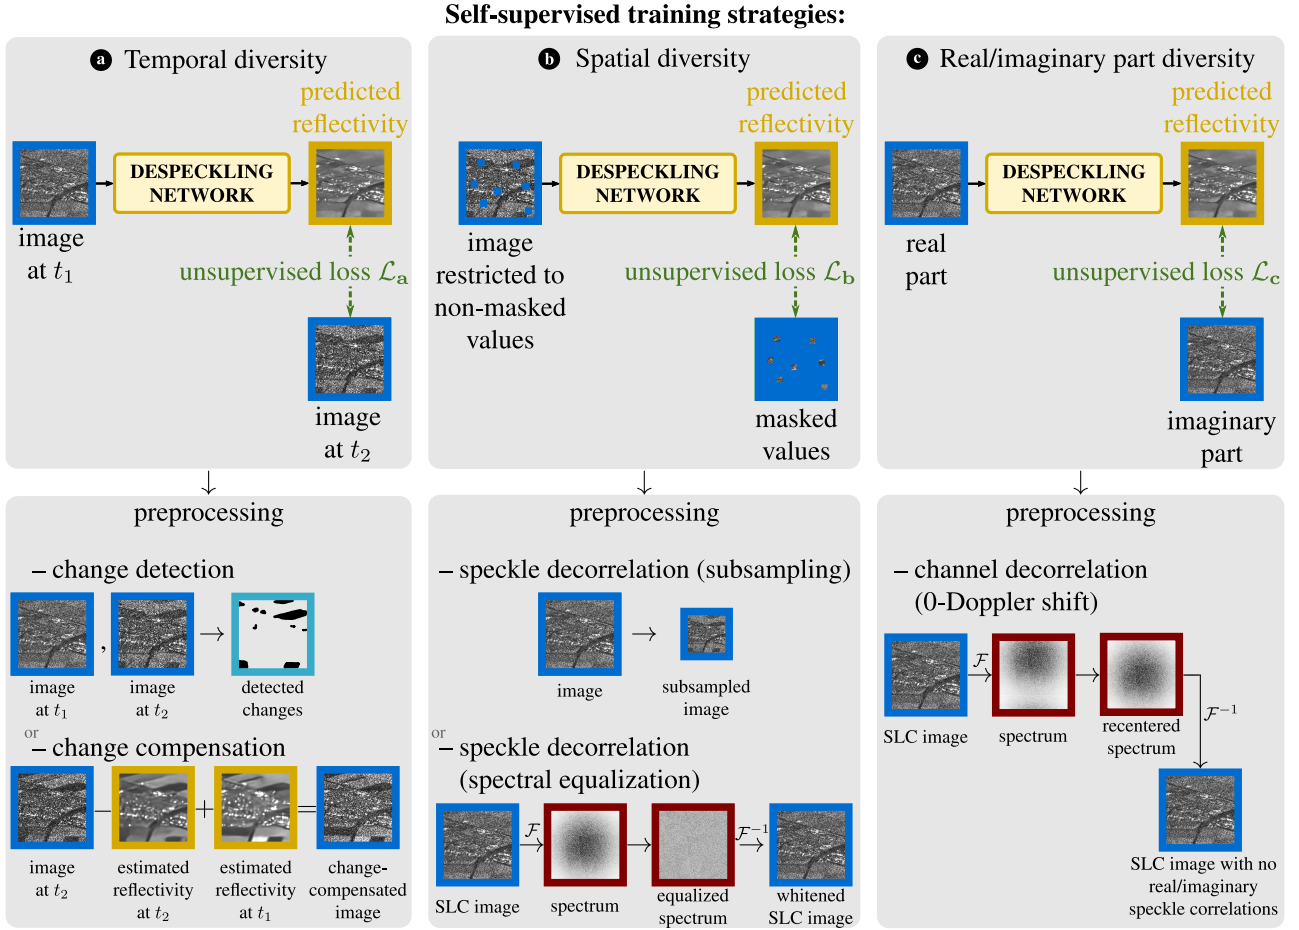 Self-supervised training strategies:
a Temporal diversity
predicted
reflectivity
DESPECKLING
NETWORK
image
at t1
unsupervised loss ℒa
image
at t2
b Spatial diversity
predicted
reflectivity
DESPECKLING
NETWORK
image
restricted to
non-masked
values
unsupervised loss ℒb
masked
values
c Real/imaginary part diversity
predicted
reflectivity
DESPECKLING
NETWORK
real
part
unsupervised loss ℒc
imaginary
part
preprocessing
– change detection
,
→
image
at t1
image
at t2
detected
changes
or
– change compensation
– + =
image
at t2
estimated
reflectivity
at t2
estimated
reflectivity
at t1
change-
compensated
image
preprocessing
– speckle decorrelation (subsampling)
→
image
subsampled
image
or
– speckle decorrelation
(spectral equalization)
ℱ
ℱ−1
SLC image
spectrum
equalized
spectrum
whitened
SLC image
preprocessing
– channel decorrelation
(0-Doppler shift)
ℱ
ℱ−1
SLC image
spectrum
recentered
spectrum
SLC image with no
real/imaginary
speckle correlations